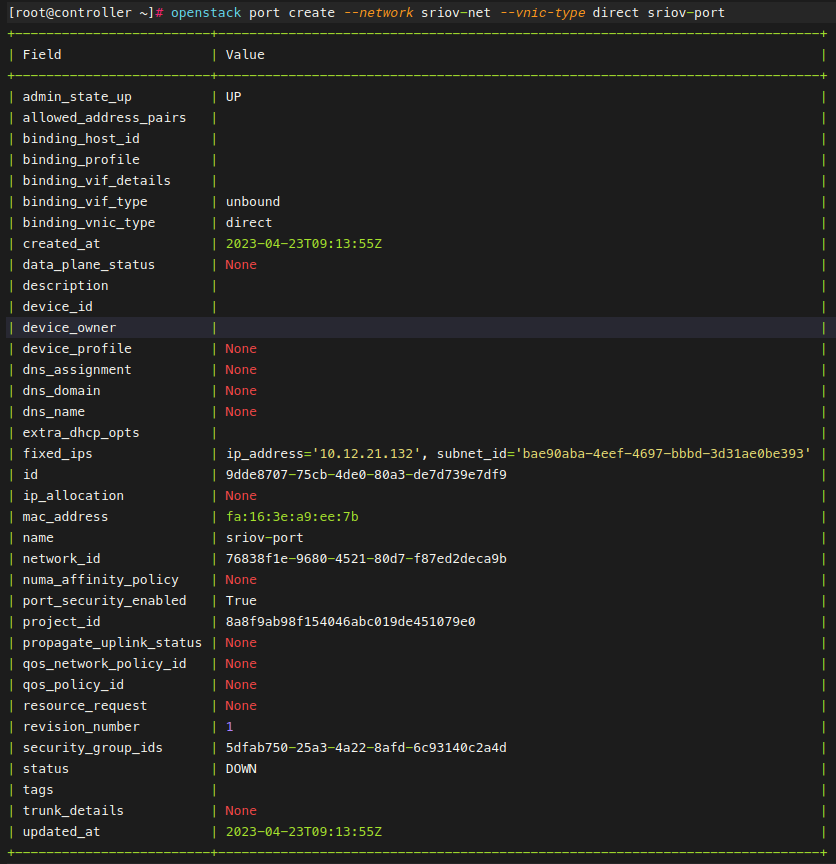 [root@controller ~]# openstack port create --network sriov-net --vnic-type direct sriov-port
+-------------------------+-----------------------------------------------------------------------------+
| Field | Value |
+-------------------------+-----------------------------------------------------------------------------+
| admin_state_up | UP |
| allowed_address_pairs | |
| binding_host_id | |
| binding_profile | |
| binding_vif_details | |
| binding_vif_type | unbound |
| binding_vnic_type | direct |
| created_at | 2023-04-23T09:13:55Z |
| data_plane_status | None |
| description | |
| device_id | |
| device_owner | |
| device_profile | None |
| dns_assignment | None |
| dns_domain | None |
| dns_name | None |
| extra_dhcp_opts | |
| fixed_ips | ip_address='10.12.21.132', subnet_id='bae90aba-4eef-4697-bbbd-3d31ae0be393' |
| id | 9dde8707-75cb-4de0-80a3-de7d739e7df9 |
| ip_allocation | None |
| mac_address | fa:16:3e:a9:ee:7b |
| name | sriov-port |
| network_id | 76838f1e-9680-4521-80d7-f87ed2deca9b |
| numa_affinity_policy | None |
| port_security_enabled | True |
| project_id | 8a8f9ab98f154046abc019de451079e0 |
| propagate_uplink_status | None |
| qos_network_policy_id | None |
| qos_policy_id | None |
| resource_request | None |
| revision_number | 1 |
| security_group_ids | 5dfab750-25a3-4a22-8afd-6c93140c2a4d |
| status | DOWN |
| tags | |
| trunk_details | None |
| updated_at | 2023-04-23T09:13:55Z |
+-------------------------+-----------------------------------------------------------------------------+